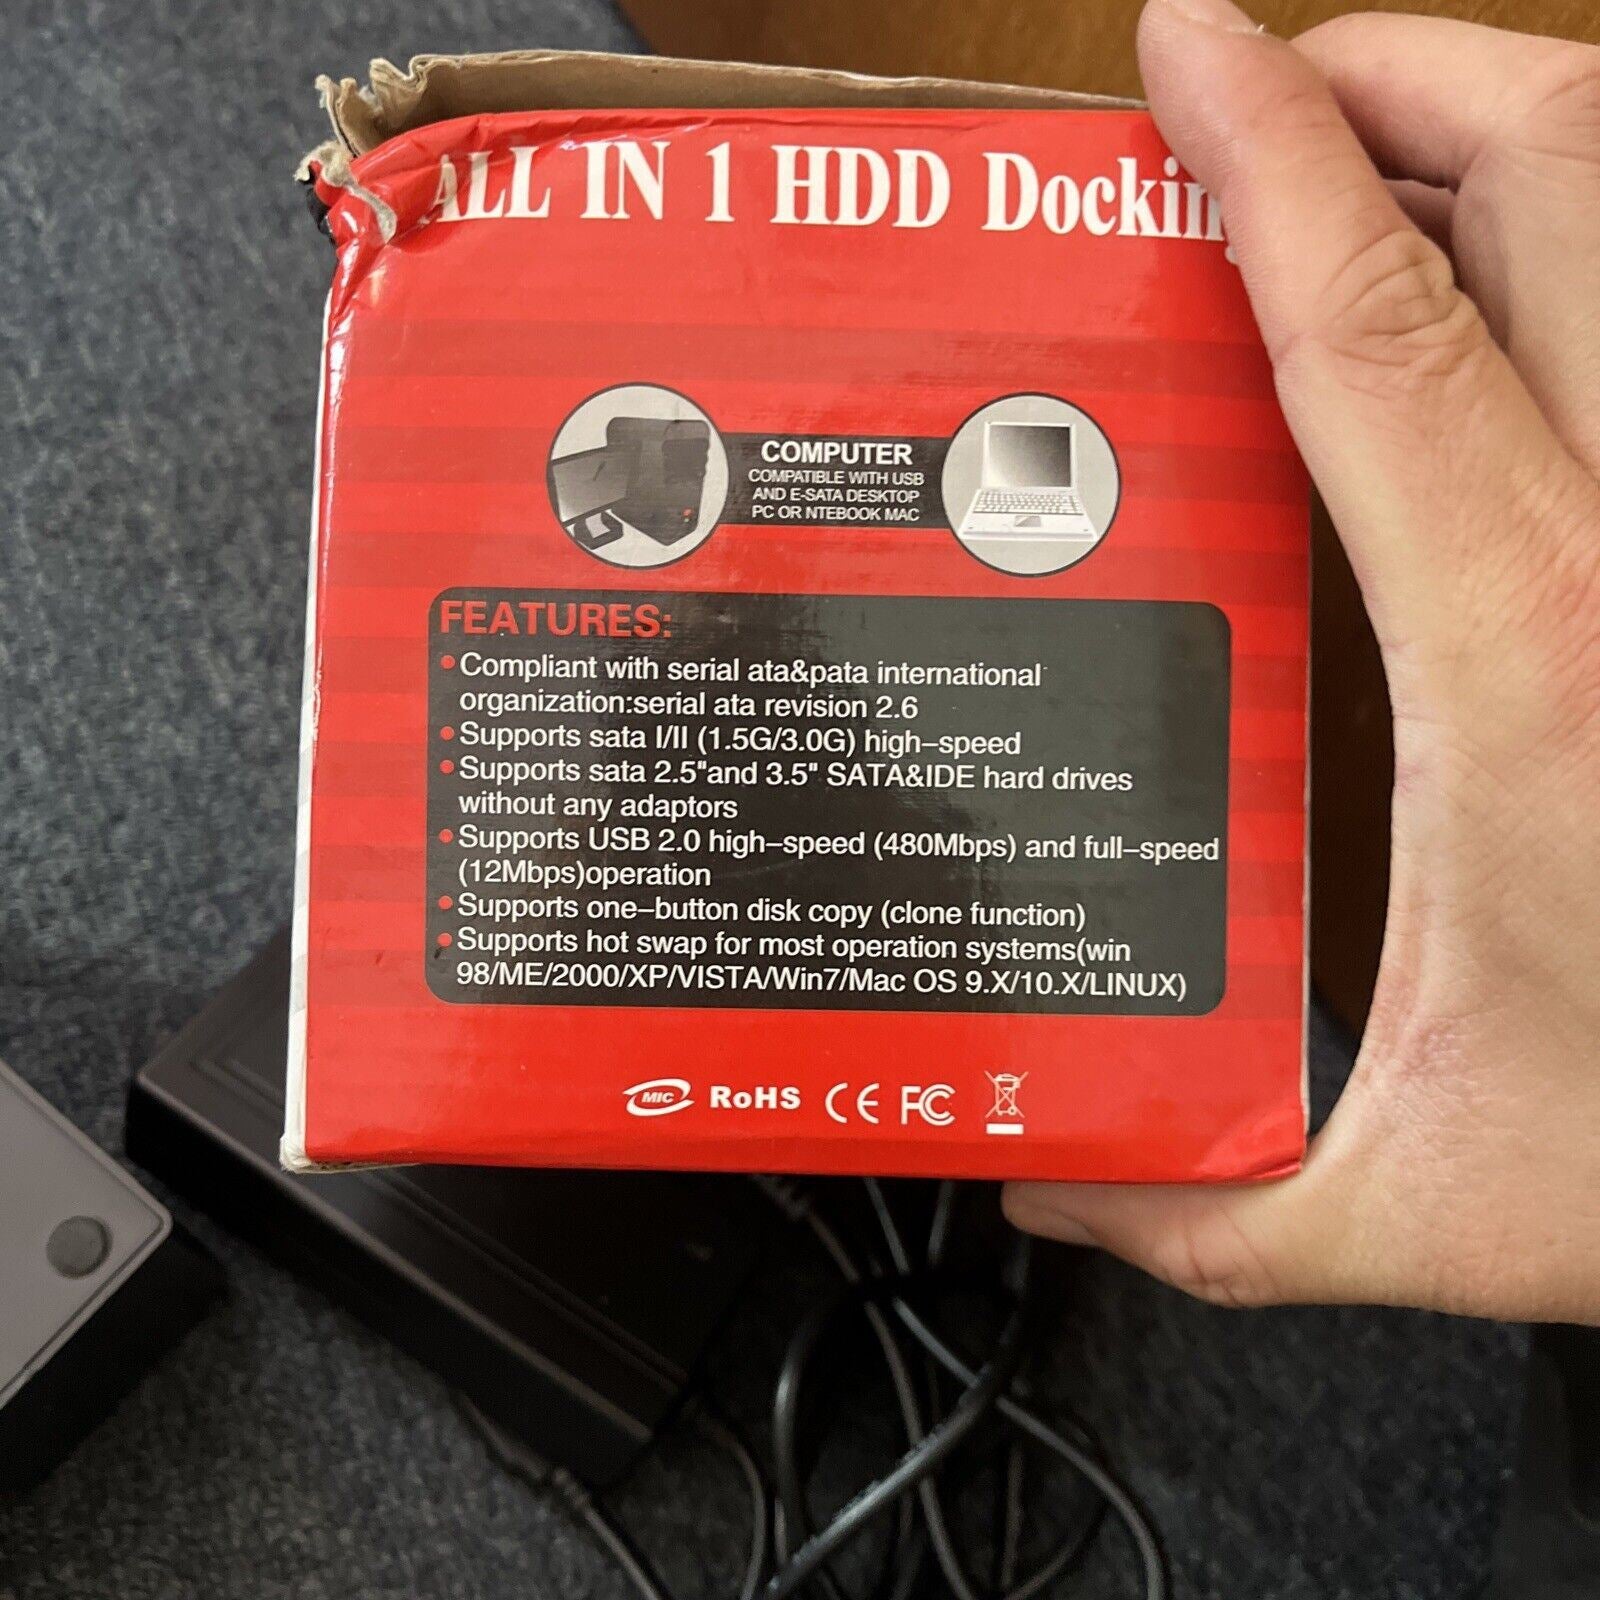 ALL IN 1 HDD Docking
COMPUTER
COMPATIBLE WITH USB
AND E-SATA DESKTOP
PC OR NTEBOOK MAC
FEATURES:
Compliant with serial ata&pata international
organization:serial ata revision 2.6
Supports sata I/II (1.5G/3.0G) high–speed
Supports sata 2.5"and 3.5" SATA&IDE hard drives
without any adaptors
Supports USB 2.0 high–speed (480Mbps) and full–speed
(12Mbps)operation
Supports one–button disk copy (clone function)
Supports hot swap for most operation systems(win
98/ME/2000/XP/VISTA/Win7/Mac OS 9.X/10.X/LINUX)
MIC RoHS CE FC